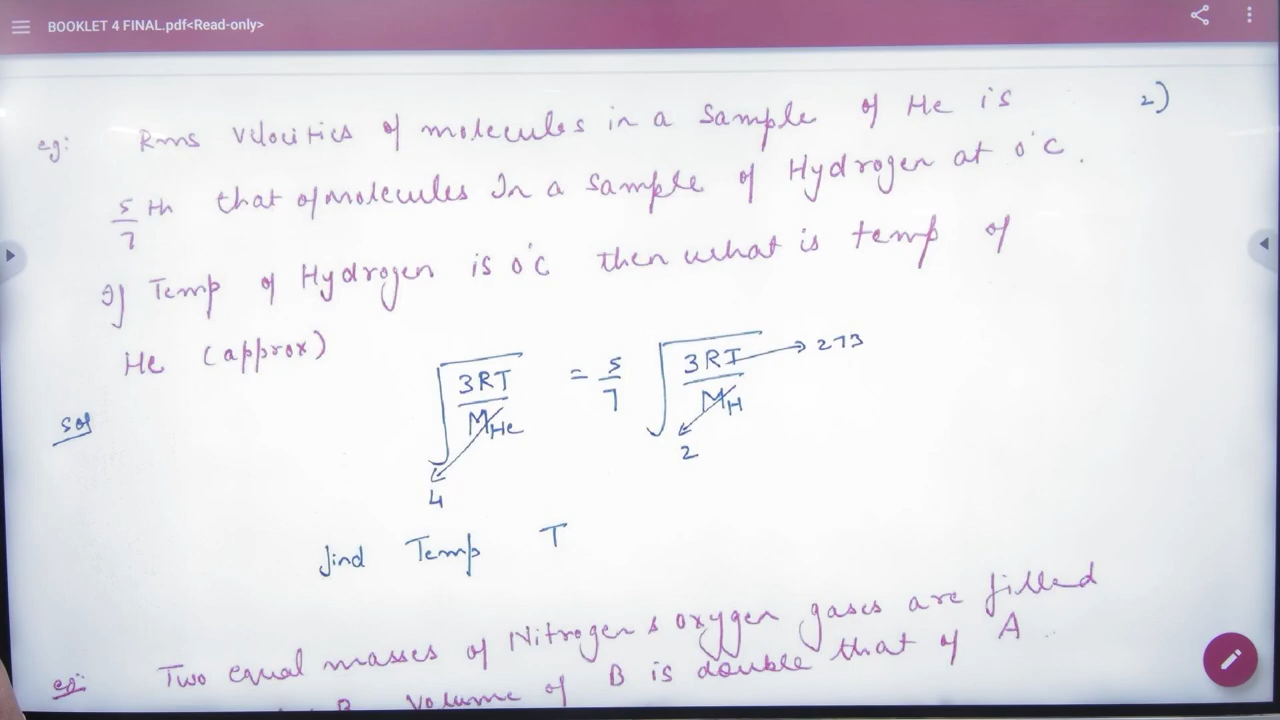 BOOKLET 4 FINAL.pdf<Read-only>
eg: Rms Velocities of molecules in a sample of He is 2)
5/7 th that of molecules In a sample of Hydrogen at 0°C.
If Temp of Hydrogen is 0°C then what is temp of
He (approx)
Sol √(3RT/M_He) = 5/7 √(3RT/M_H) → 273
4 2
find Temp T
eg: Two equal masses of Nitrogen & oxygen gases are filled
B. Volume of B is double that of A